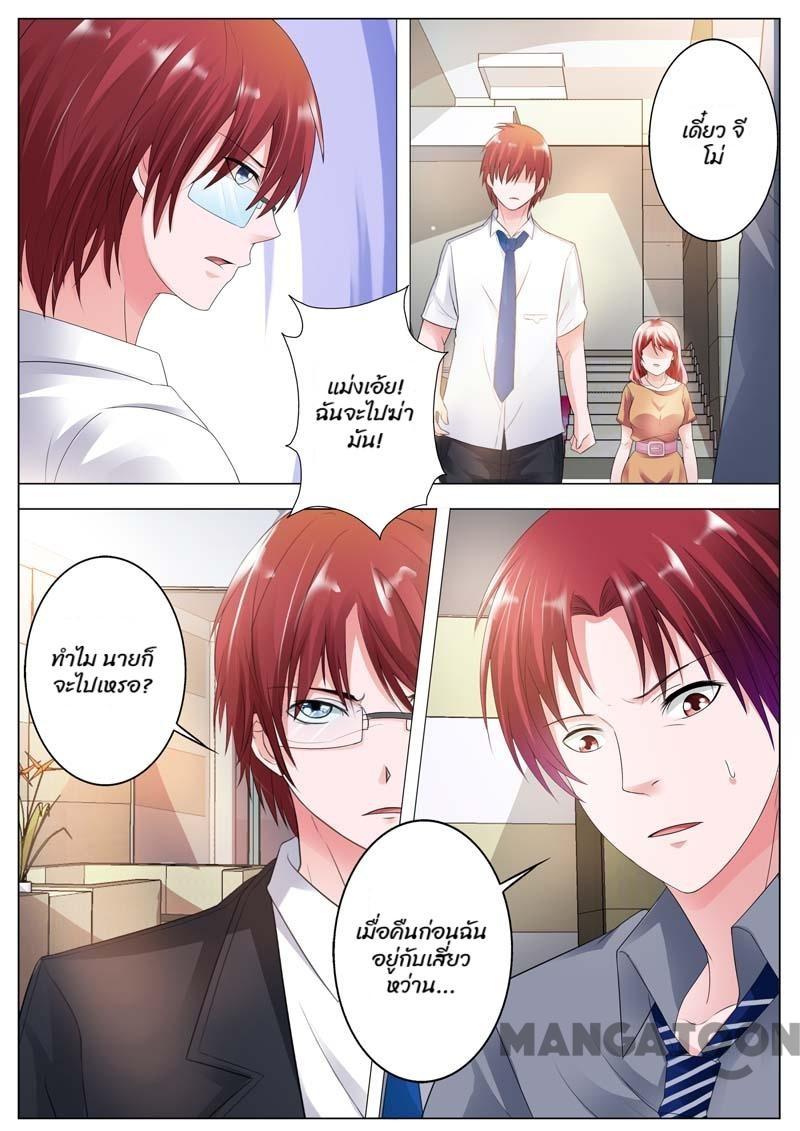 เดี๋ยว จี
โม่
แม่งเอ้ย!
ฉันจะไปฆ่า
มัน!
ทำไม นายก็
จะไปเหรอ?
เมื่อคืนก่อนฉัน
อยู่กับเสี่ยว
หว่าน...
MANGATOON